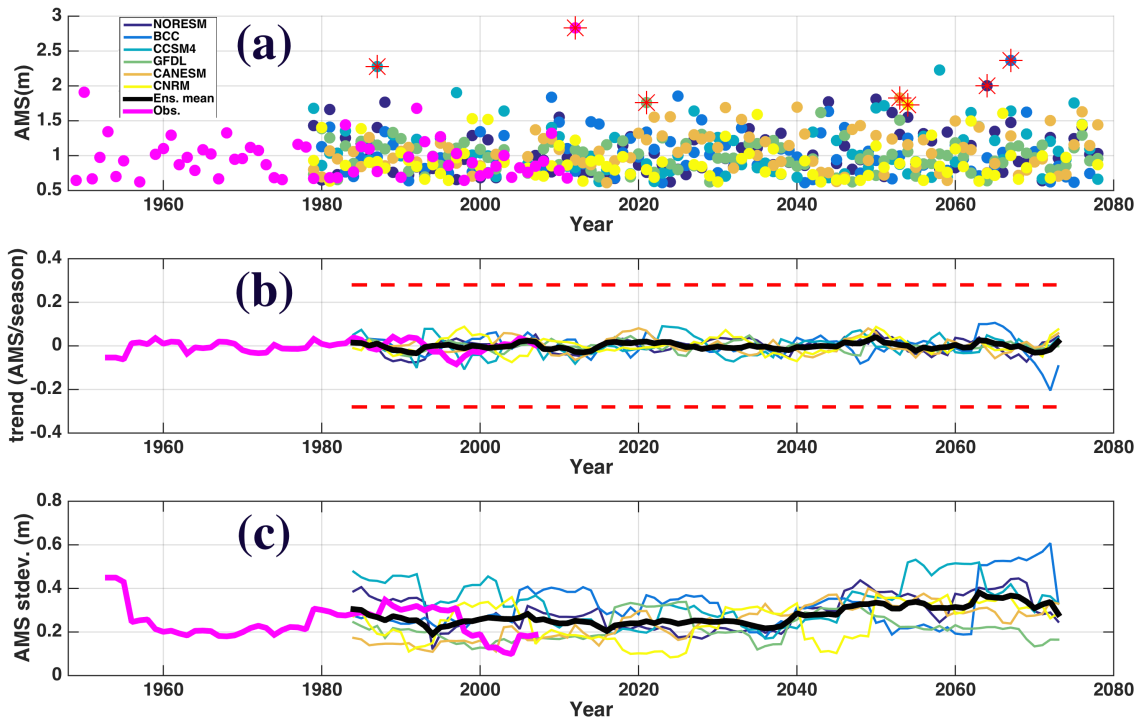 (a)
AMS(m)
3
2.5
2
1.5
1
0.5
NORESM
BCC
CCSM4
GFDL
CANESM
CNRM
Ens. mean
Obs.
1960 1980 2000 2020 2040 2060 2080
Year
(b)
trend (AMS/season)
0.4
0.2
0
-0.2
-0.4
1960 1980 2000 2020 2040 2060 2080
Year
(c)
AMS stdev. (m)
0.8
0.6
0.4
0.2
0
1960 1980 2000 2020 2040 2060 2080
Year